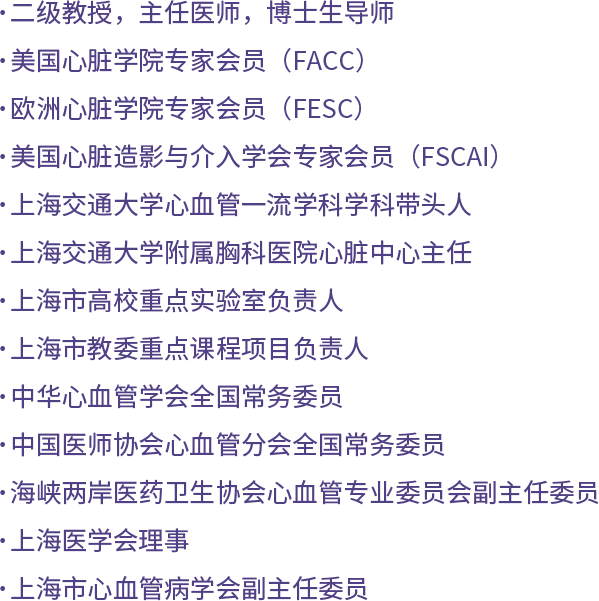 ·二级教授，主任医师，博士生导师
·美国心脏学院专家会员（FACC）
·欧洲心脏学院专家会员（FESC）
·美国心脏造影与介入学会专家会员（FSCAI）
·上海交通大学心血管一流学科学科带头人
·上海交通大学附属胸科医院心脏中心主任
·上海市高校重点实验室负责人
·上海市教委重点课程项目负责人
·中华心血管学会全国常务委员
·中国医师协会心血管分会全国常务委员
·海峡两岸医药卫生协会心血管专业委员会副主任委员
·上海医学会理事
·上海市心血管病学会副主任委员